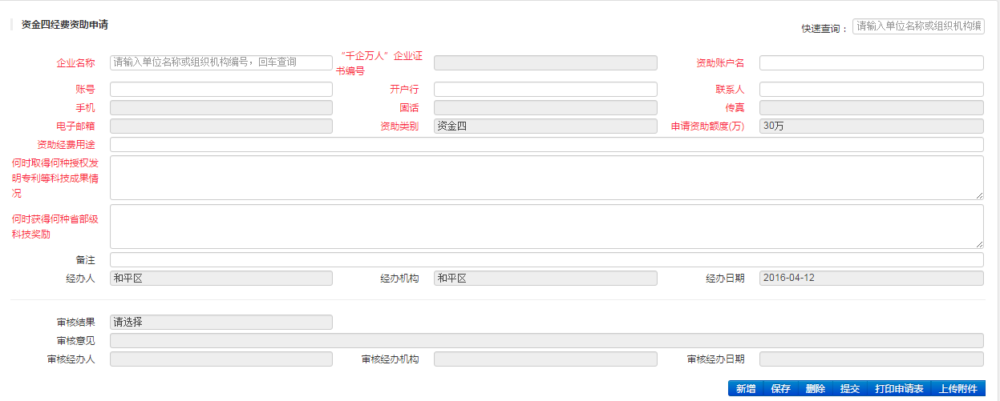 资金四经费资助申请
快速查询： 请输入单位名称或组织机构编
企业名称 请输入单位名称或组织机构编号，回车查询 “千企万人”企业证书编号 资助账户名
账号 开户行 联系人
手机 固话 传真
电子邮箱 资助类别 资金四 申请资助额度(万) 30万
资助经费用途
何时取得何种授权发
明专利等科技成果情
况
何时获得何种省部级
科技奖励
备注
经办人 和平区 经办机构 和平区 经办日期 2016-04-12
审核结果 请选择
审核意见
审核经办人 审核经办机构 审核经办日期
新增 保存 删除 提交 打印申请表 上传附件